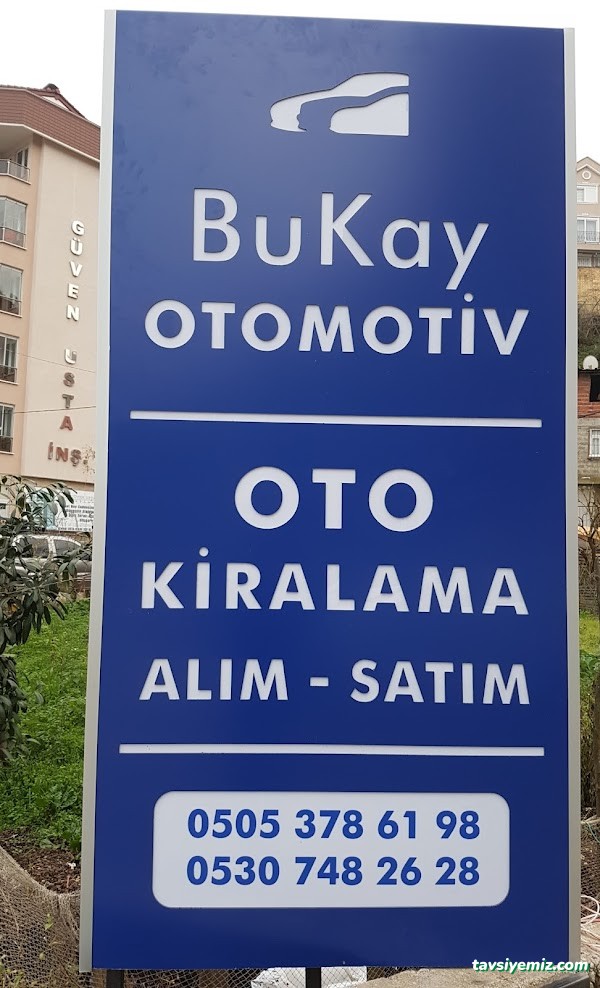 BuKay
OTOMOTİV
OTO
KİRALAMA
ALIM - SATIM
0505 378 61 98
0530 748 26 28
GÜVEN USTA İNŞ.
tavsiyemiz.com